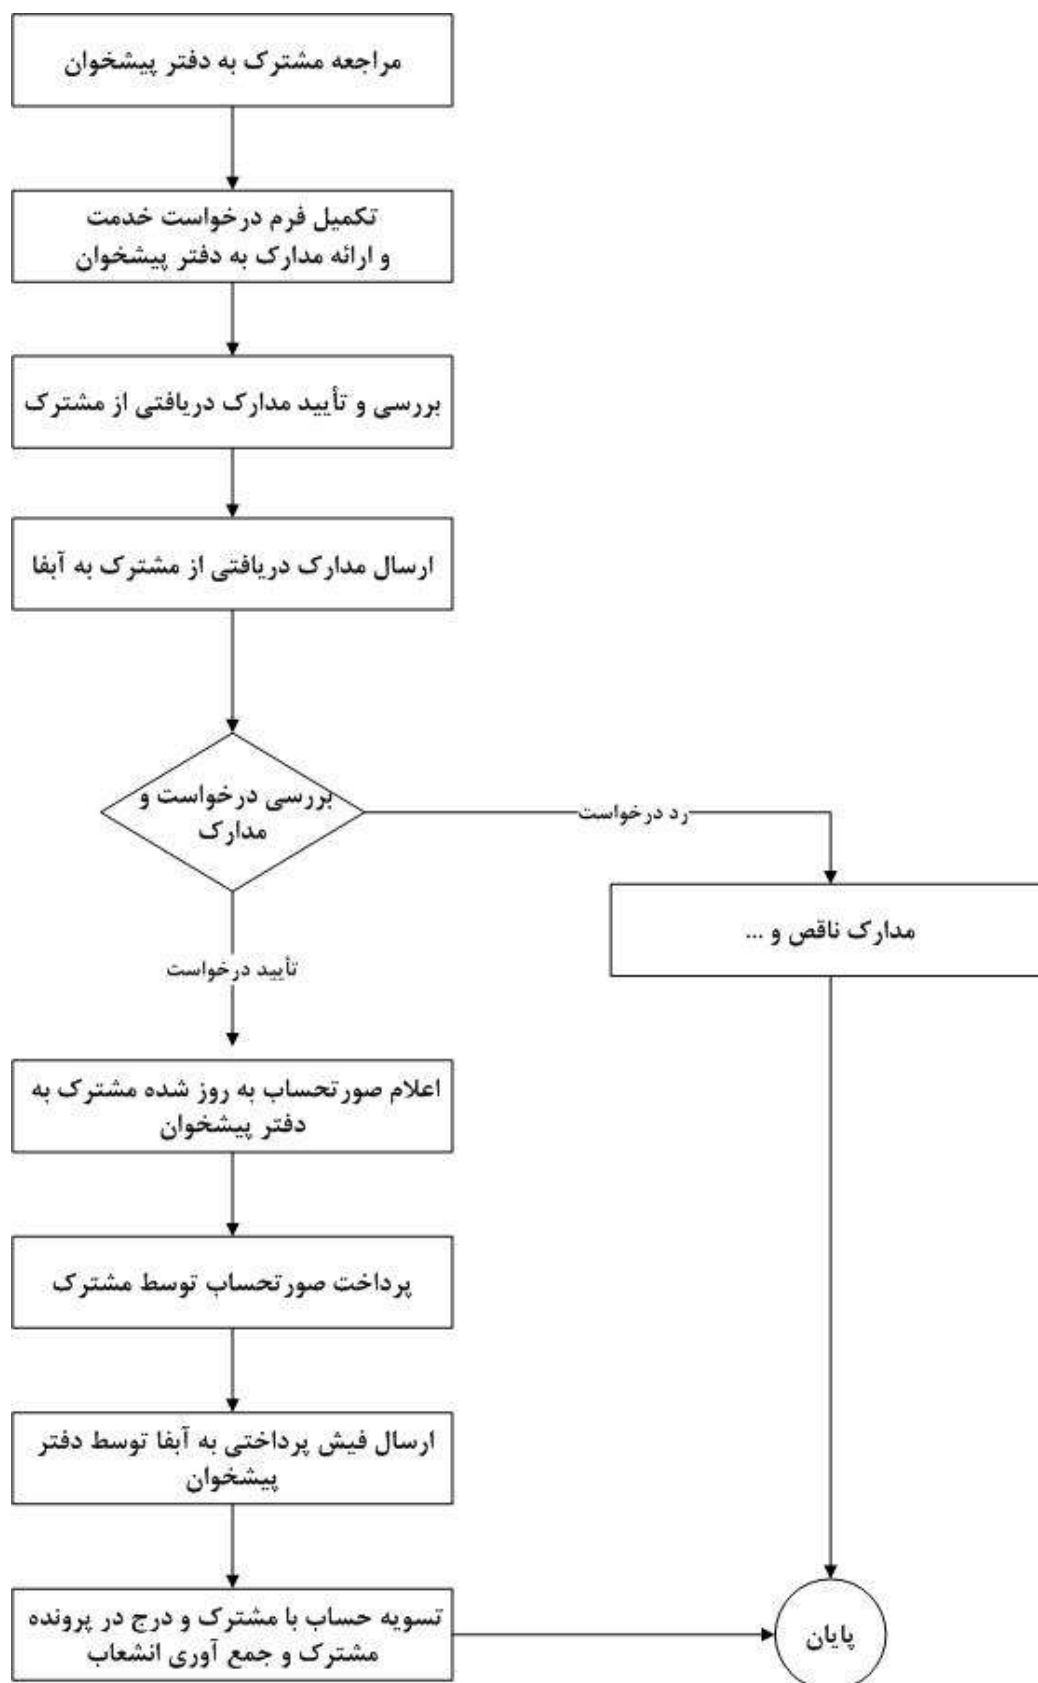 مراجعه مشترک به دفتر پیشخوان
تکمیل فرم درخواست خدمت
و ارائه مدارک به دفتر پیشخوان
بررسی و تأیید مدارک دریافتی از مشترک
ارسال مدارک دریافتی از مشترک به آبفا
بررسی درخواست و
مدارک
رد درخواست
مدارک ناقص و ...
تأیید درخواست
اعلام صورتحساب به روز شده مشترک به
دفتر پیشخوان
پرداخت صورتحساب توسط مشترک
ارسال فیش پرداختی به آبفا توسط دفتر
پیشخوان
تسویه حساب با مشترک و درج در پرونده
مشترک و جمع آوری انشعاب
پایان